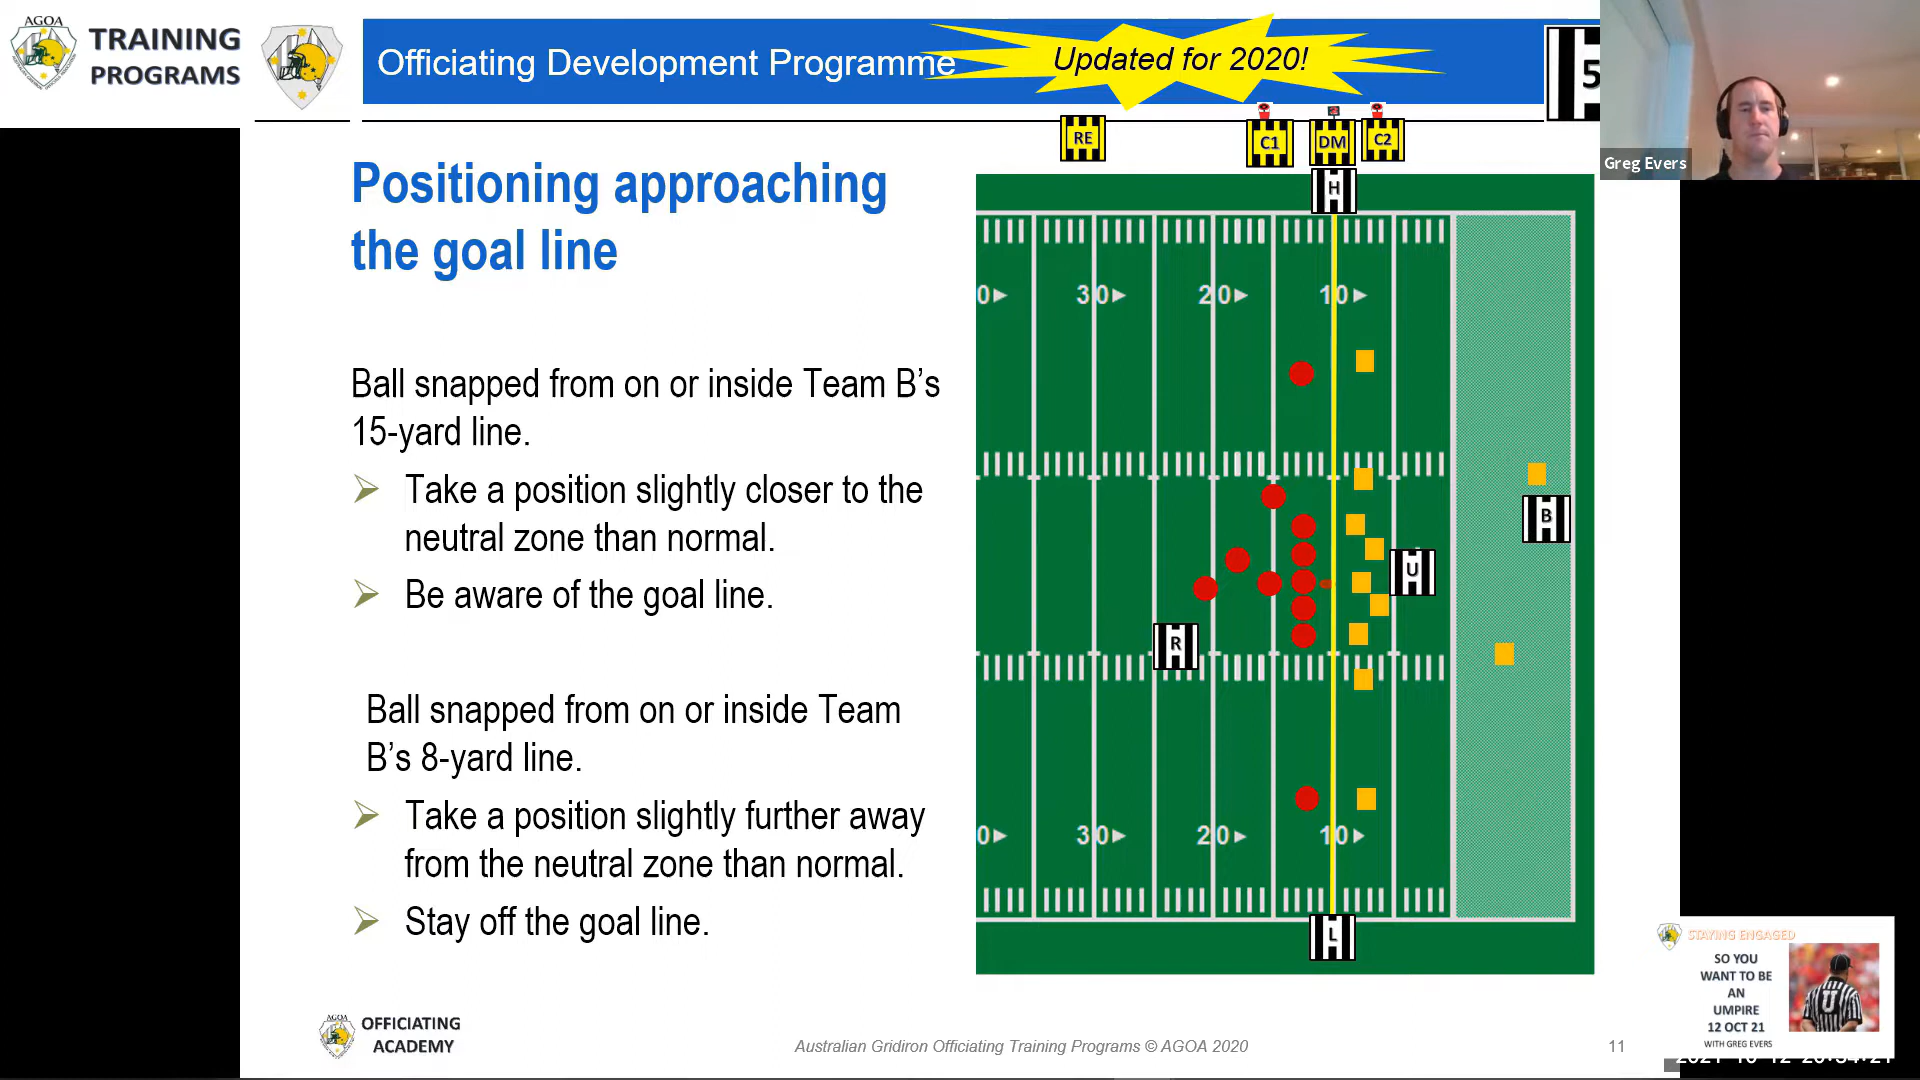 AGOA
TRAINING
PROGRAMS
Officiating Development Programme
Updated for 2020!
5
Greg Evers
RE
C1
DM
C2
H
Positioning approaching
the goal line
Ball snapped from on or inside Team B’s
15-yard line.
Take a position slightly closer to the
neutral zone than normal.
Be aware of the goal line.
Ball snapped from on or inside Team
B’s 8-yard line.
Take a position slightly further away
from the neutral zone than normal.
Stay off the goal line.
0 30 20 10
B
U
R
0 30 20 10
L
STAYING ENGAGED
SO YOU
WANT TO BE
AN
UMPIRE
12 OCT 21
WITH GREG EVERS
U
AGOA
OFFICIATING
ACADEMY
Australian Gridiron Officiating Training Programs © AGOA 2020
11